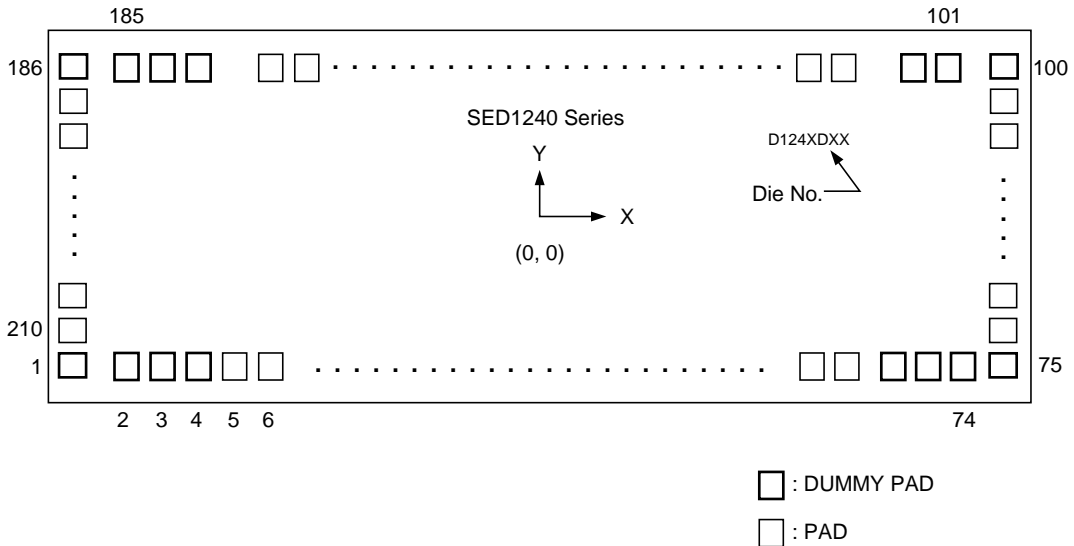 185 101
186 100
SED1240 Series
D124XDXX
Y
Die No.
X
(0, 0)
210
1 75
2 3 4 5 6 74
: DUMMY PAD
: PAD